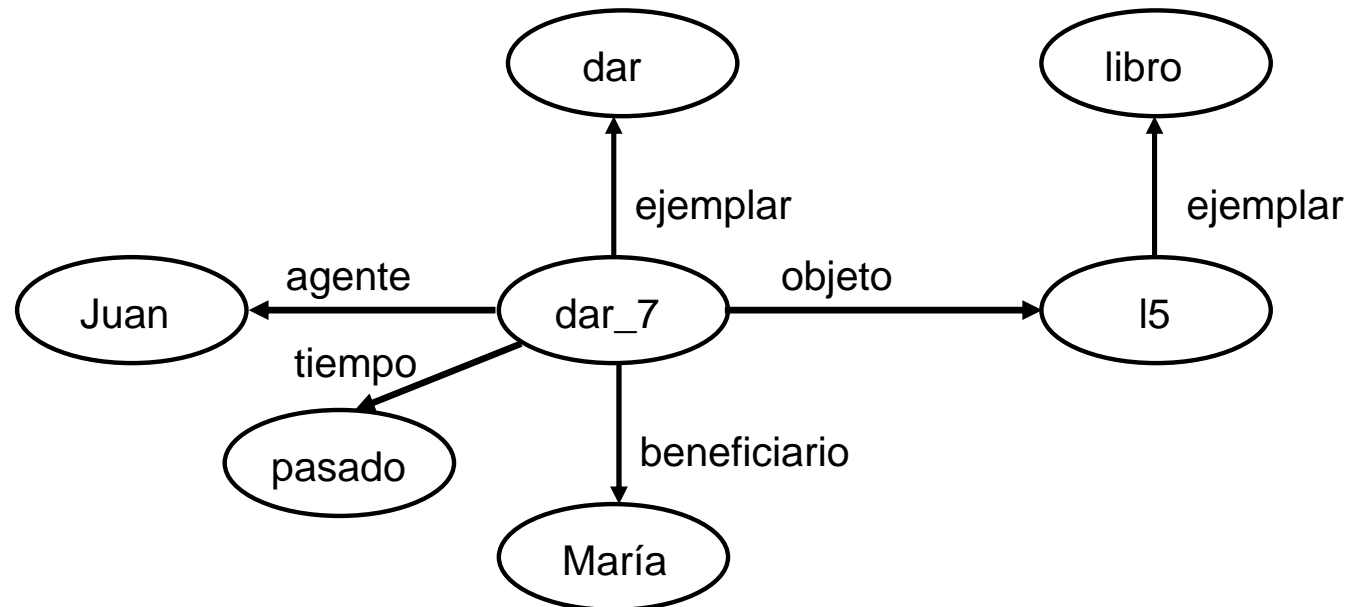 dar
libro
ejemplar
ejemplar
agente
objeto
Juan
dar_7
l5
tiempo
pasado
beneficiario
María